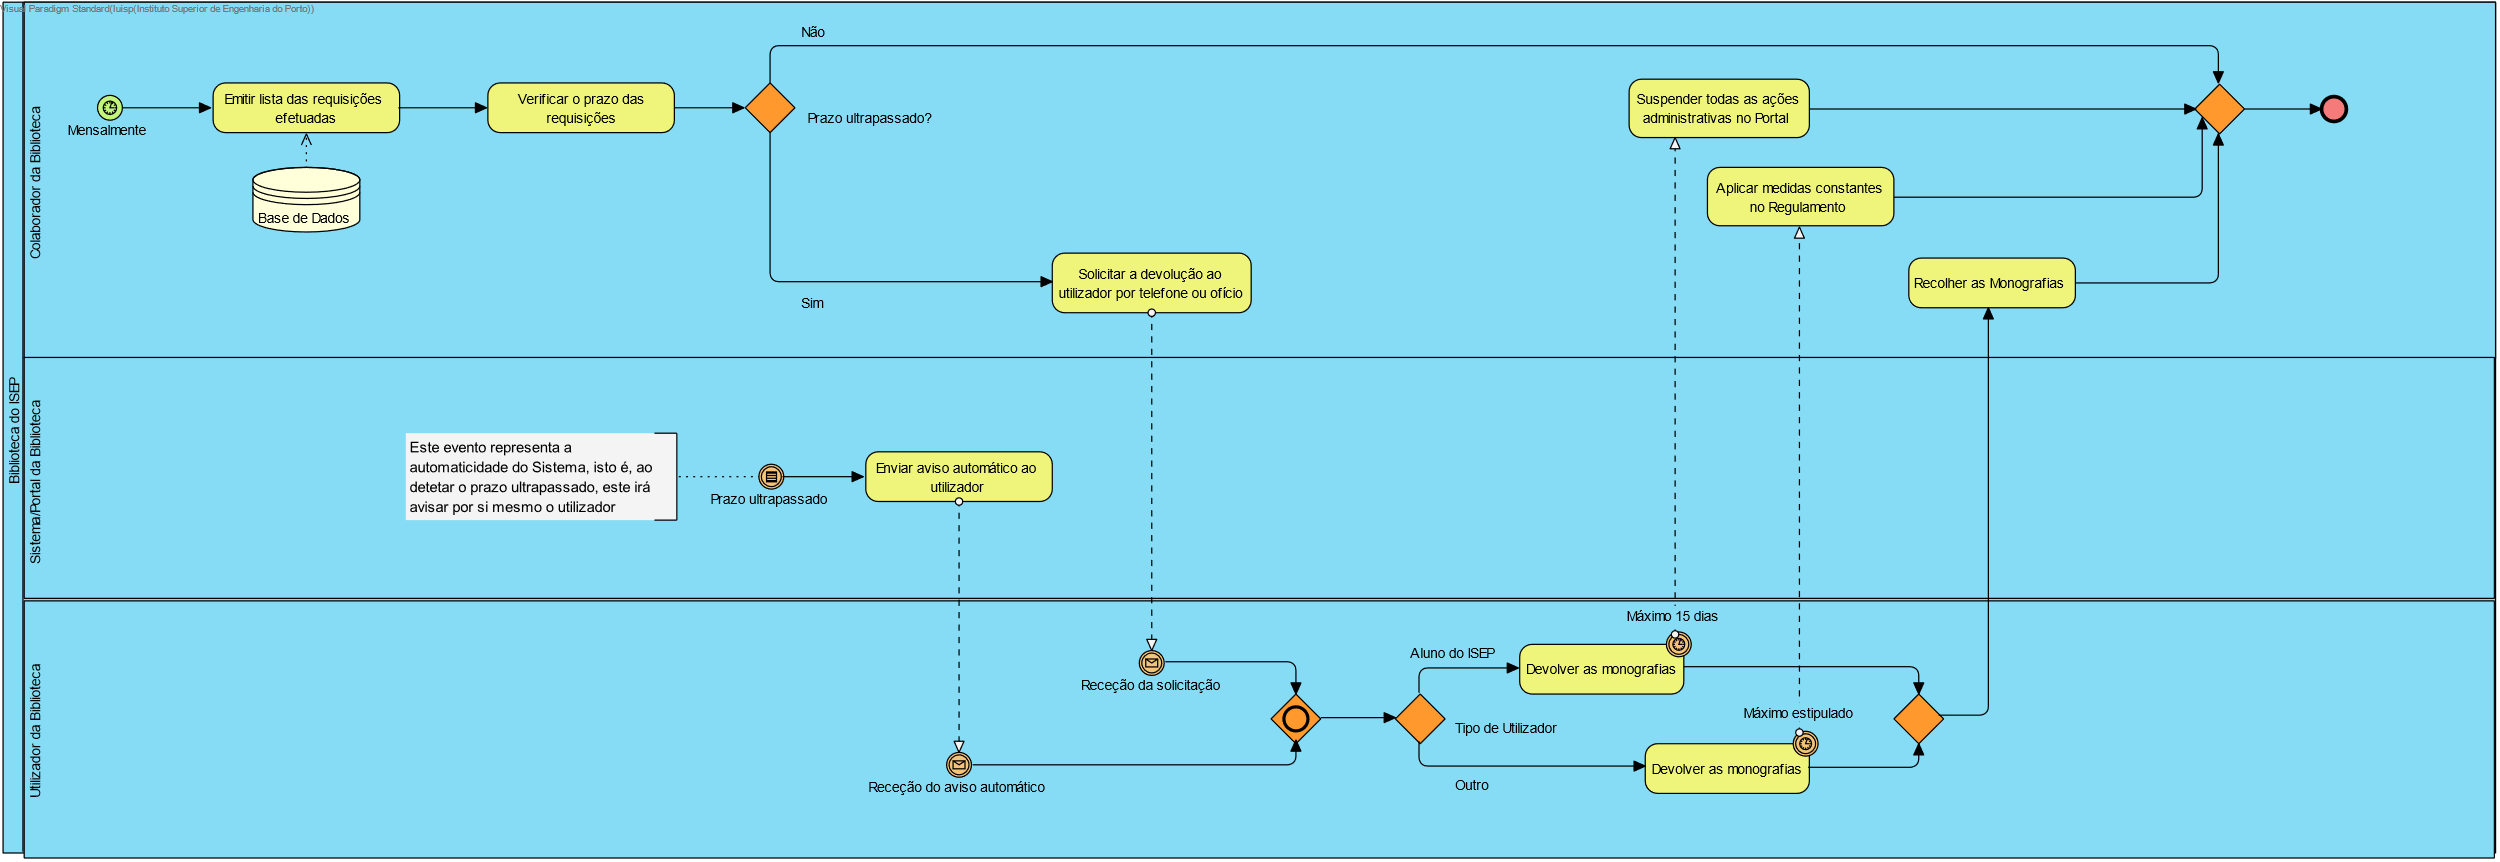 Visual Paradigm Standard(luisp(Instituto Superior de Engenharia do Porto))
Biblioteca do ISEP
Colaborador da Biblioteca
Mensalmente
Emitir lista das requisições
efetuadas
Base de Dados
Verificar o prazo das
requisições
Não
Prazo ultrapassado?
Sim
Solicitar a devolução ao
utilizador por telefone ou ofício
Suspender todas as ações
administrativas no Portal
Aplicar medidas constantes
no Regulamento
Recolher as Monografias
Sistema/Portal da Biblioteca
Este evento representa a
automaticidade do Sistema, isto é, ao
detetar o prazo ultrapassado, este irá
avisar por si mesmo o utilizador
Prazo ultrapassado
Enviar aviso automático ao
utilizador
Utilizador da Biblioteca
Receção da solicitação
Receção do aviso automático
Tipo de Utilizador
Aluno do ISEP
Outro
Máximo 15 dias
Devolver as monografias
Máximo estipulado
Devolver as monografias